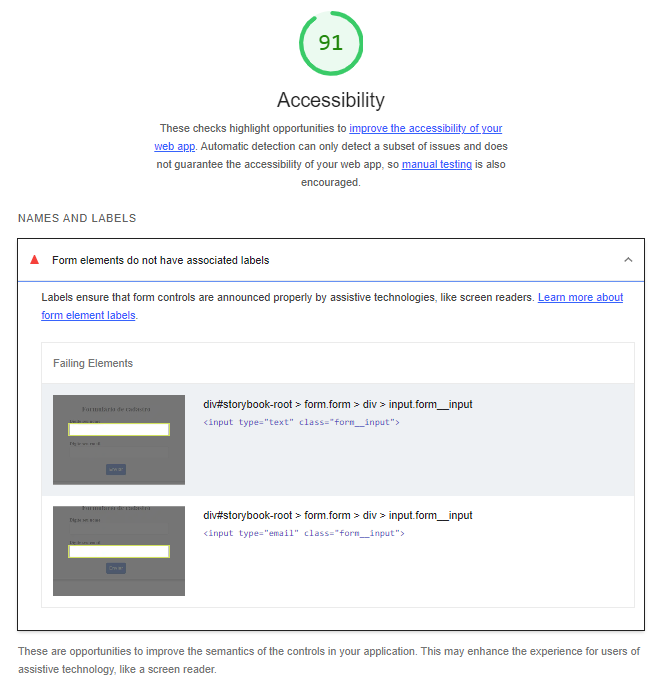 91
Accessibility
These checks highlight opportunities to improve the accessibility of your
web app. Automatic detection can only detect a subset of issues and does
not guarantee the accessibility of your web app, so manual testing is also
encouraged.
NAMES AND LABELS
Form elements do not have associated labels
Labels ensure that form controls are announced properly by assistive technologies, like screen readers. Learn more about
form element labels.
Failing Elements
Formulário de cadastro
div#storybook-root > form.form > div > input.form__input
<input type="text" class="form__input">
Enviar
Formulário de cadastro
div#storybook-root > form.form > div > input.form__input
<input type="email" class="form__input">
Enviar
These are opportunities to improve the semantics of the controls in your application. This may enhance the experience for users of
assistive technology, like a screen reader.